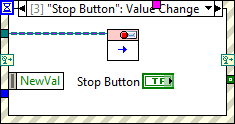 [3] "Stop Button": Value Change
NewVal
Stop Button
TF